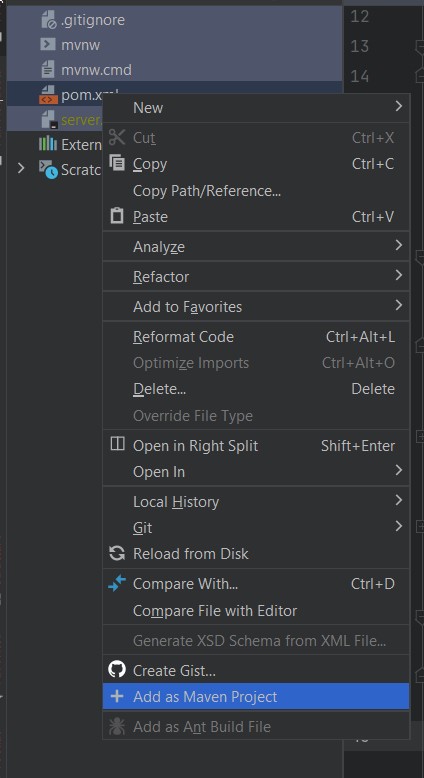 .gitignore
12
mvnw
13
mvnw.cmd
14
pom.xml
server.
Extern
Scratc
New
Cut Ctrl+X
Copy Ctrl+C
Copy Path/Reference...
Paste Ctrl+V
Analyze
Refactor
Add to Favorites
Reformat Code Ctrl+Alt+L
Optimize Imports Ctrl+Alt+O
Delete... Delete
Override File Type
Open in Right Split Shift+Enter
Open In
Local History
Git
Reload from Disk
Compare With... Ctrl+D
Compare File with Editor
Generate XSD Schema from XML File...
Create Gist...
Add as Maven Project
Add as Ant Build File